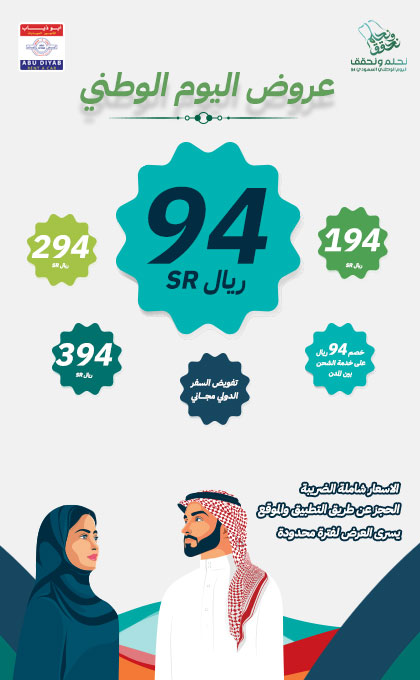 ابو ذياب
ABU DIYAB
RENT A CAR
نحلم ونحقق
نحلم ونحقق
اليوم الوطني السعودي 94
عروض اليوم الوطني
94
ريال SR
294
ريال SR
194
ريال SR
394
ريال SR
تفويض السفر
الدولي مجاني
خصم 94 ريال
على خدمة الشحن
بين المدن
الاسعار شاملة الضريبة
الحجز عن طريق التطبيق والموقع
يسرى العرض لفترة محدودة